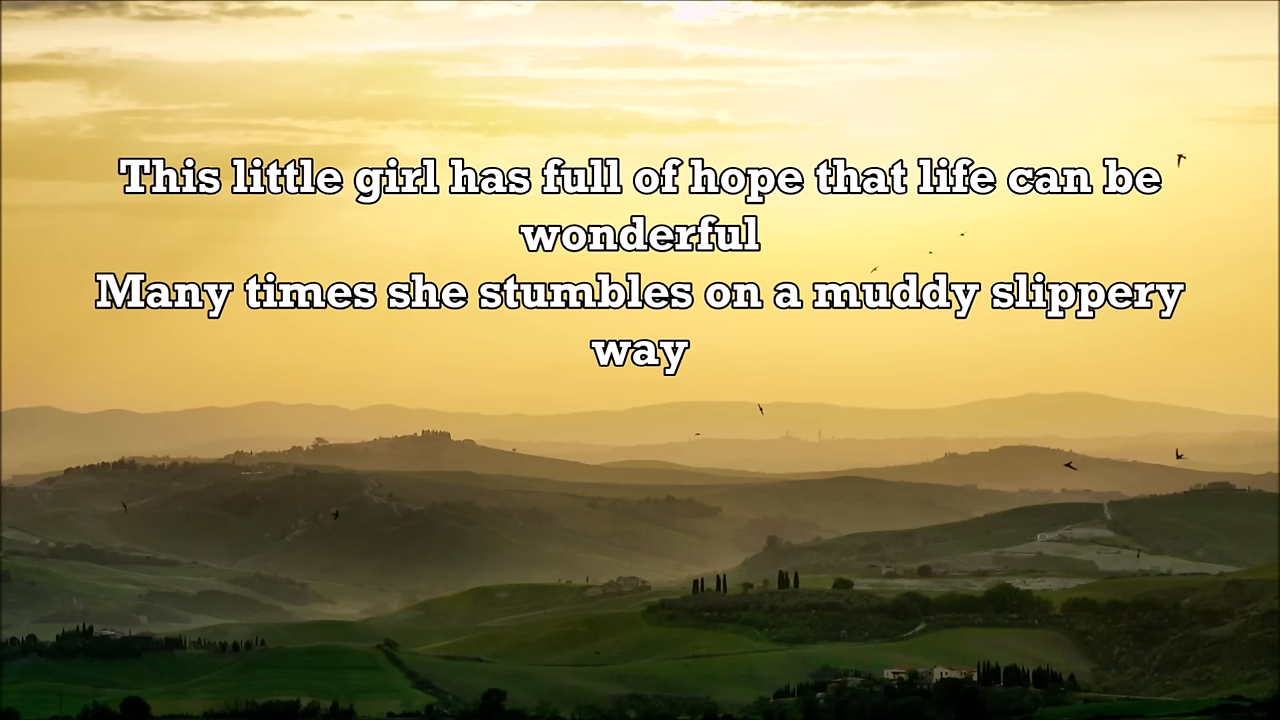 This little girl has full of hope that life can be
wonderful
Many times she stumbles on a muddy slippery
way